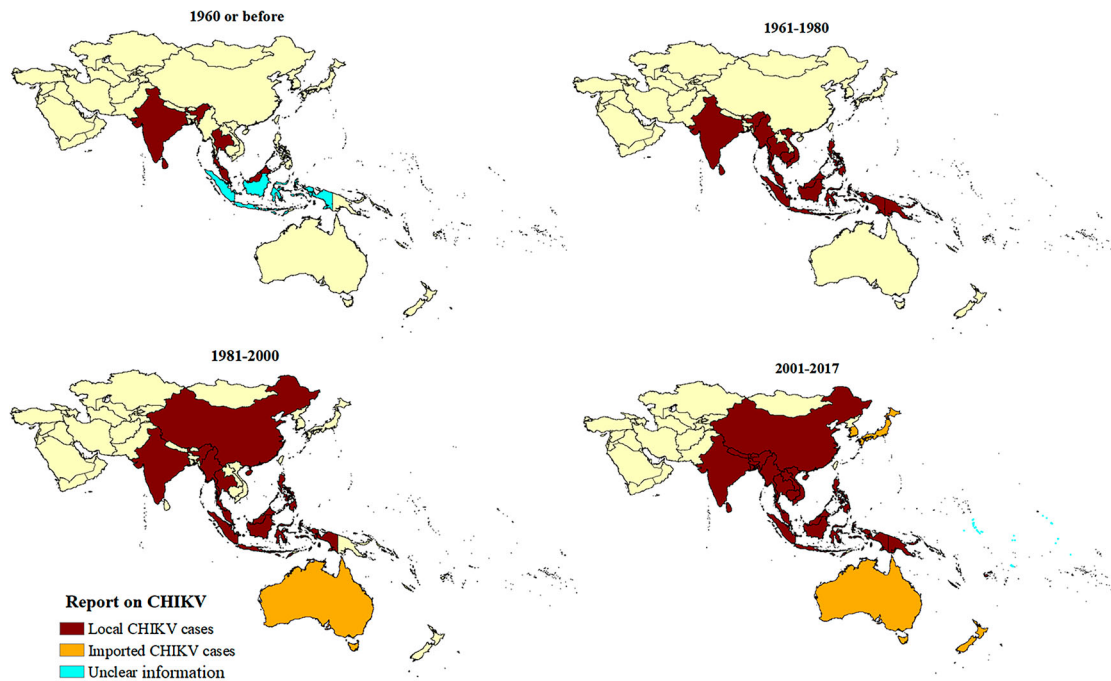 1960 or before
1961-1980
1981-2000
2001-2017
Report on CHIKV
Local CHIKV cases
Imported CHIKV cases
Unclear information